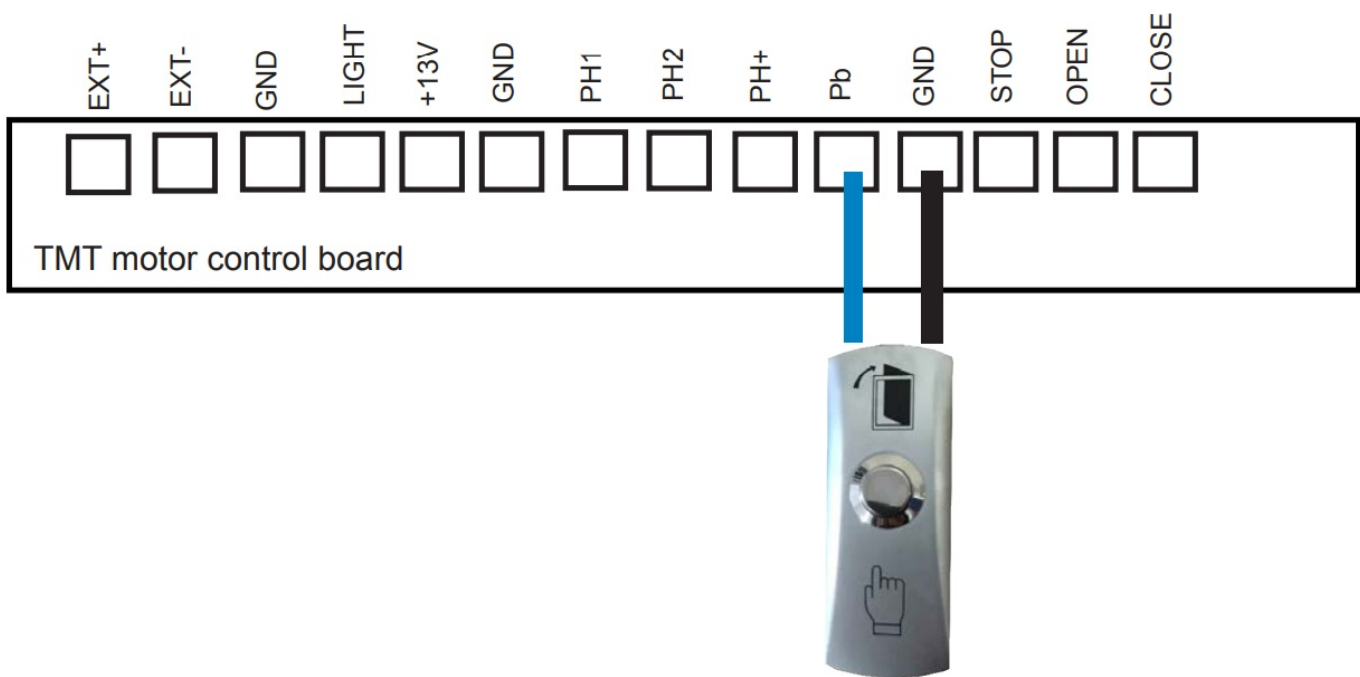 EXT+
EXT-
GND
LIGHT
+13V
GND
PH1
PH2
PH+
Pb
GND
STOP
OPEN
CLOSE
TMT motor control board